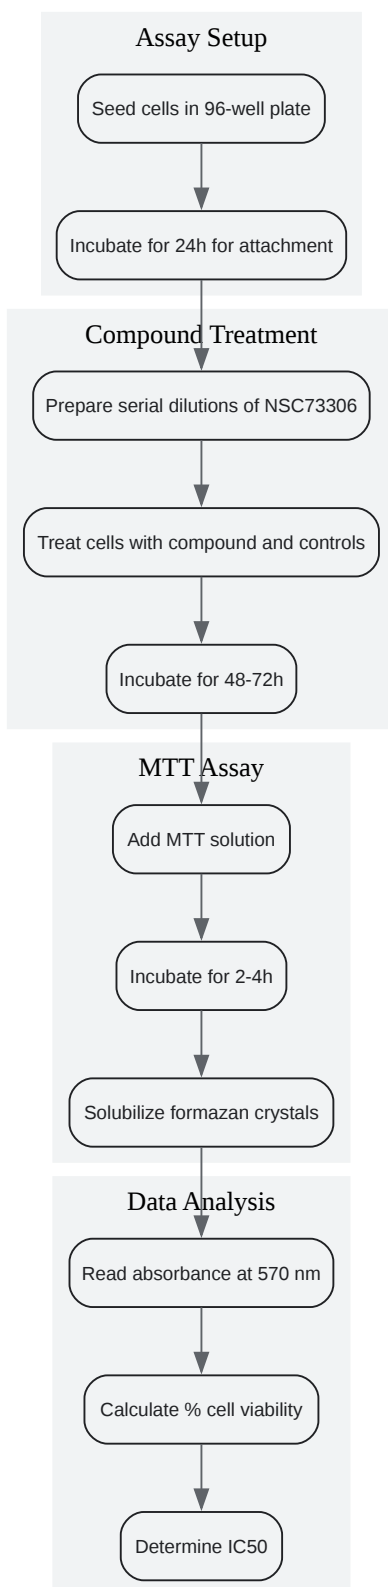 Assay Setup
Seed cells in 96-well plate
Incubate for 24h for attachment
Compound Treatment
Prepare serial dilutions of NSC73306
Treat cells with compound and controls
Incubate for 48-72h
MTT Assay
Add MTT solution
Incubate for 2-4h
Solubilize formazan crystals
Data Analysis
Read absorbance at 570 nm
Calculate % cell viability
Determine IC50